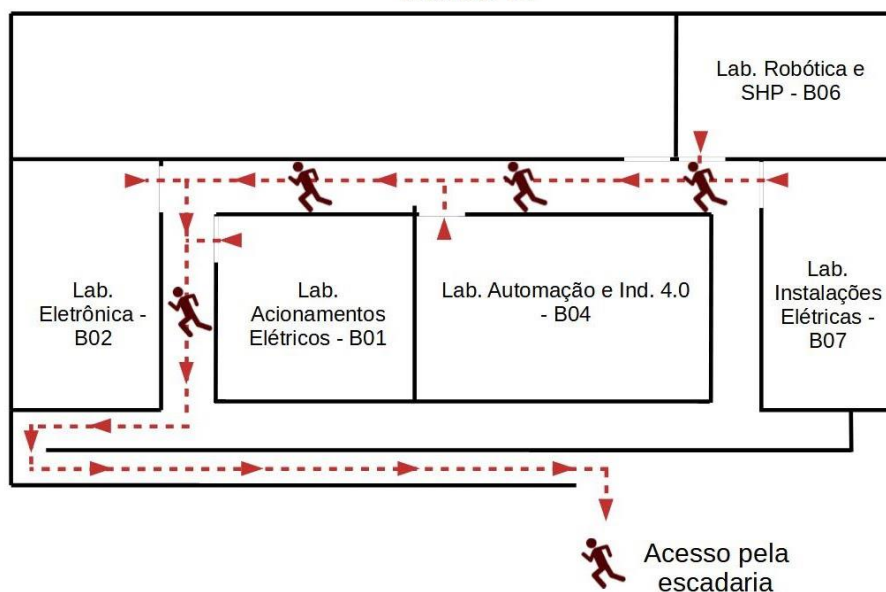 Lab. Robótica e
SHP - B06
Lab.
Eletrônica -
B02
Lab.
Acionamentos
Elétricos - B01
Lab. Automação e Ind. 4.0
- B04
Lab.
Instalações
Elétricas -
B07
Acesso pela
escadaria